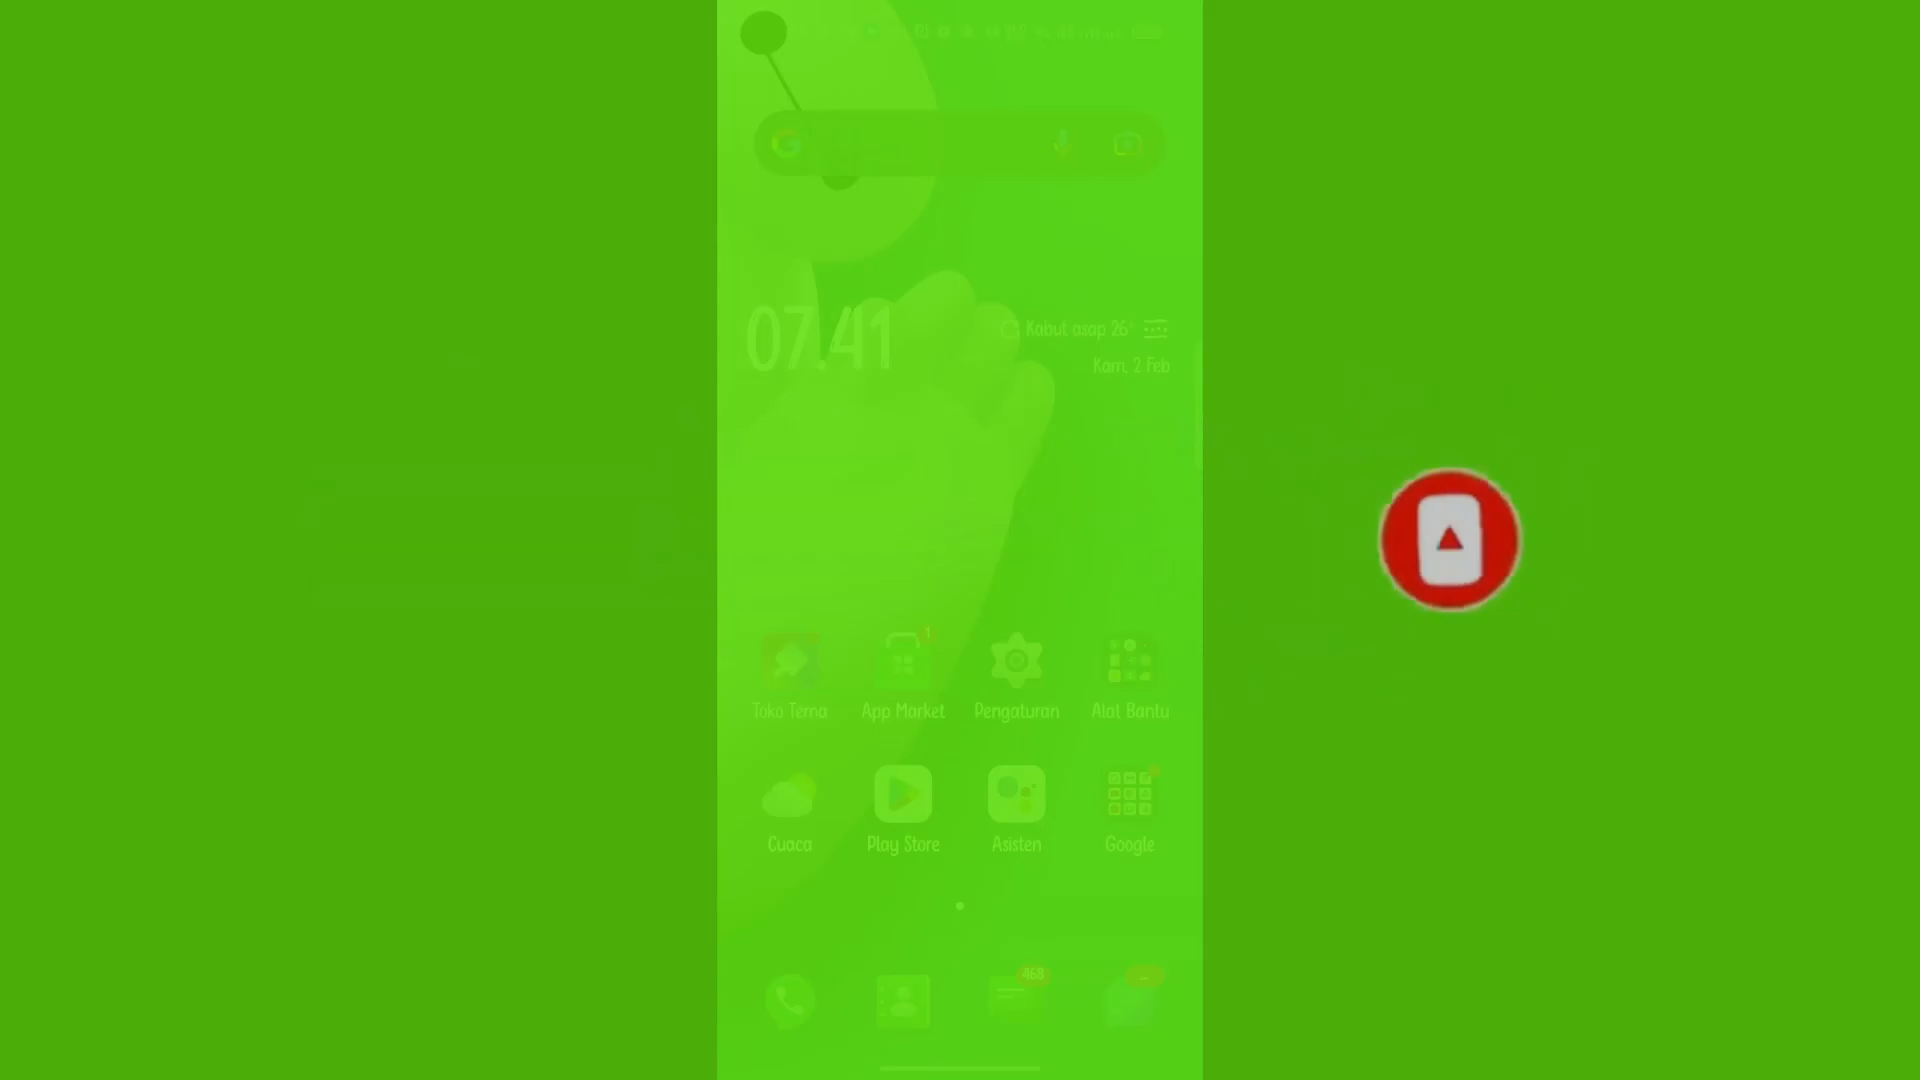 07.41
Kabut asap 26°
Kam, 2 Feb
1
Toko Tema
App Market
Pengaturan
Alat Bantu
Cuaca
Play Store
Asisten
Google
468